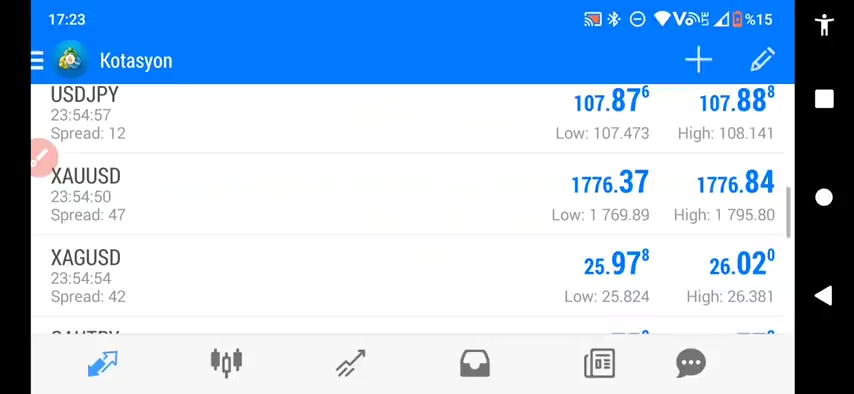 17:23
%15
Kotasyon
USDJPY
23:54:57
Spread: 12
107.876 107.888
Low: 107.473 High: 108.141
XAUUSD
23:54:50
Spread: 47
1776.37 1776.84
Low: 1 769.89 High: 1 795.80
XAGUSD
23:54:54
Spread: 42
25.978 26.020
Low: 25.824 High: 26.381